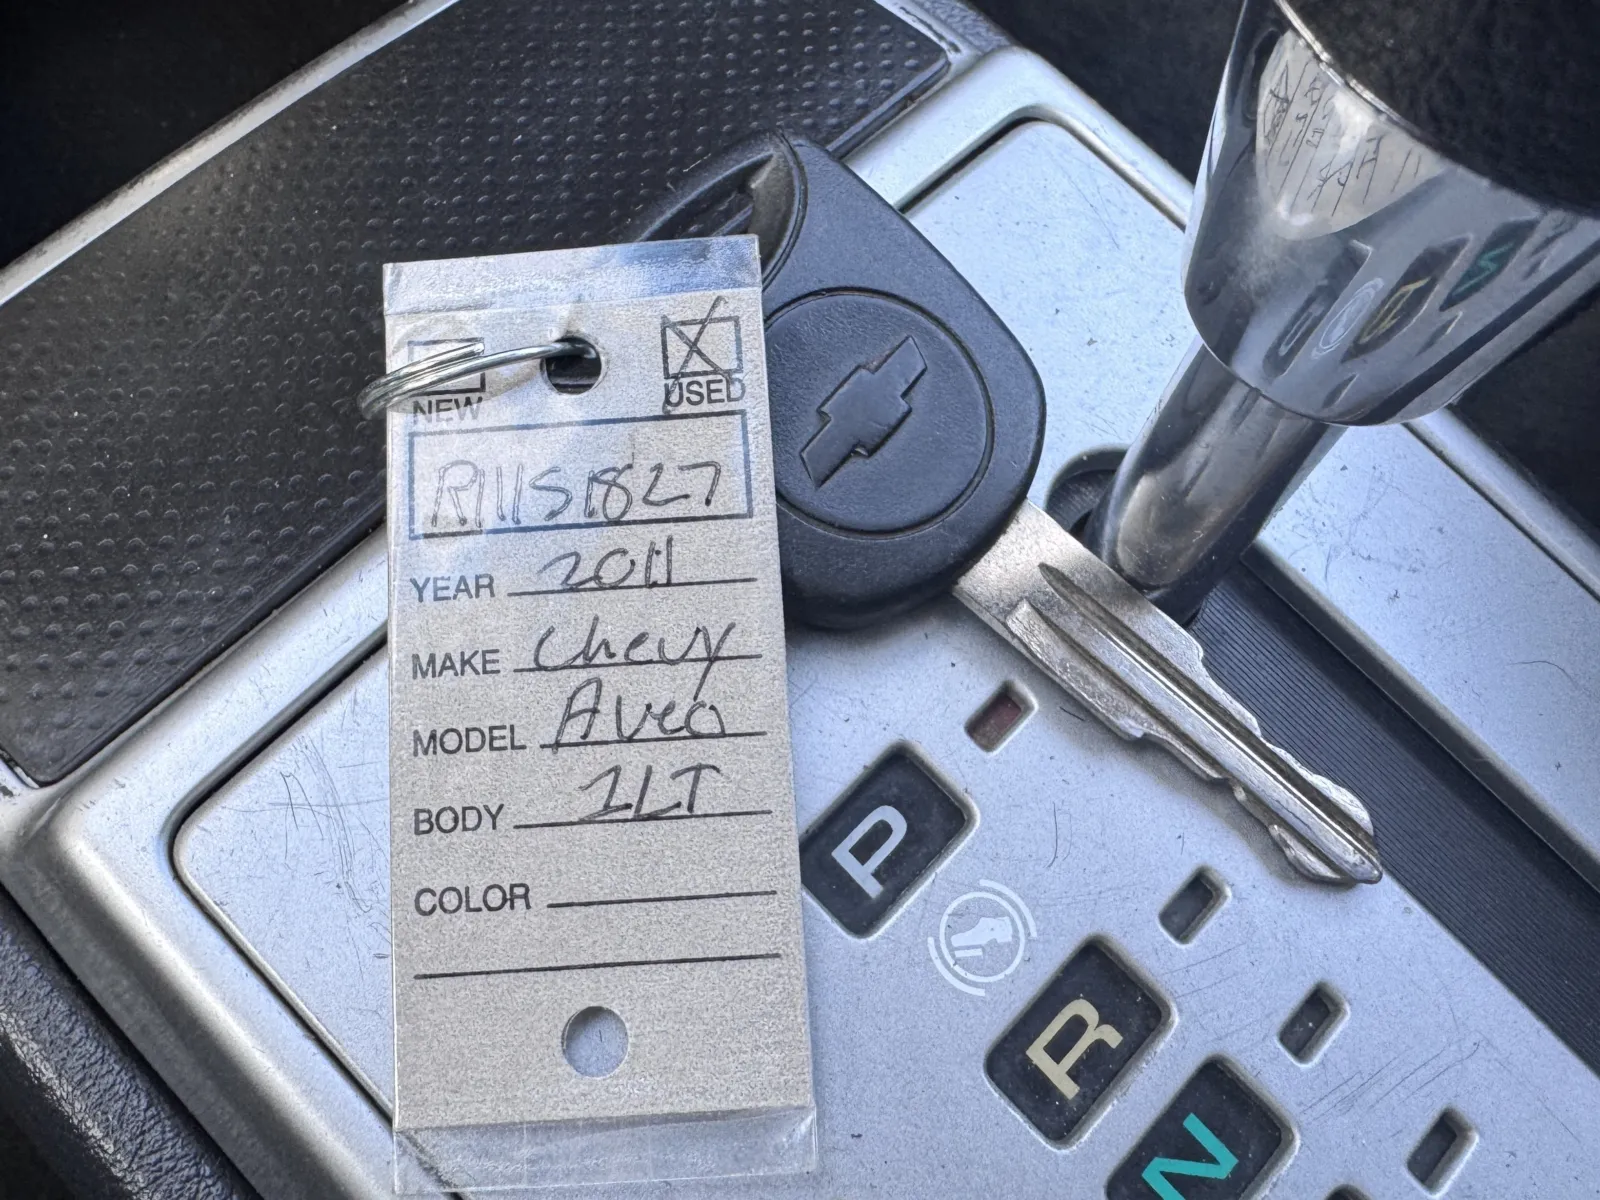 NEW
USED
R11S1827
YEAR 2011
MAKE Chevy
MODEL Aveo
BODY 1LT
COLOR
P
R
N